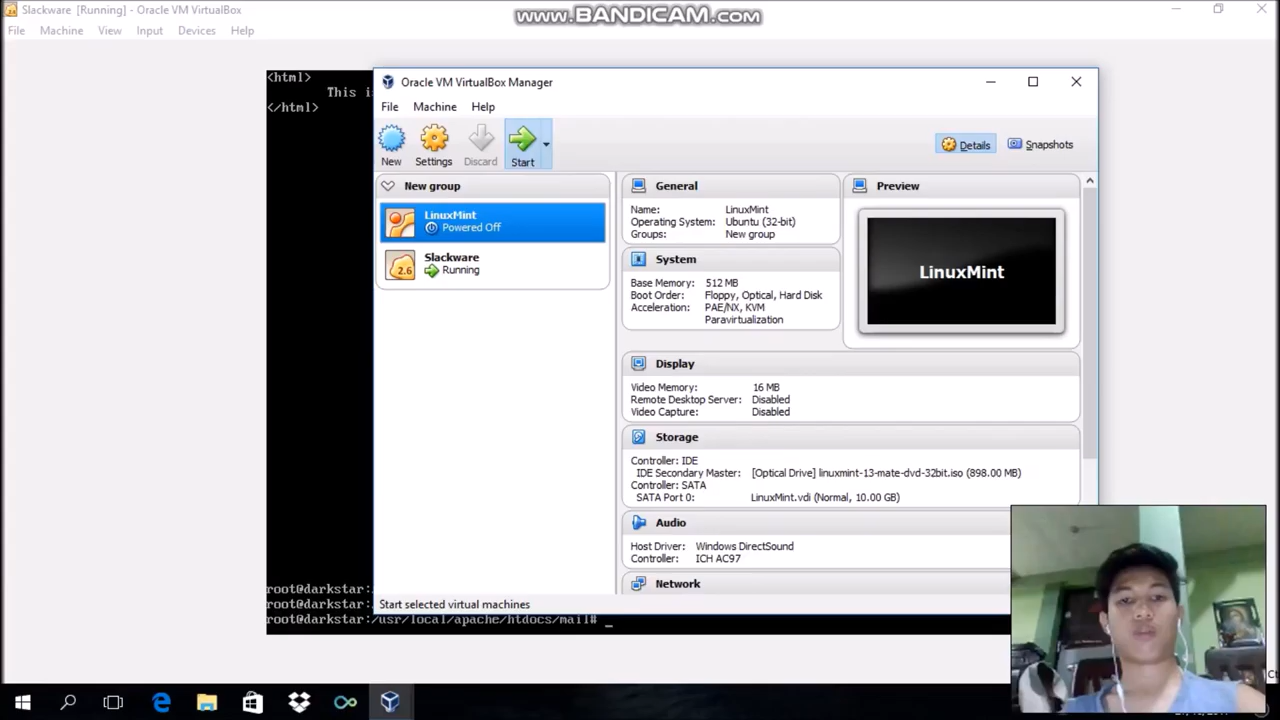 Slackware [Running] - Oracle VM VirtualBox
www.BANDICAM.com
File Machine View Input Devices Help
<html>
This i
</html>
Oracle VM VirtualBox Manager
File Machine Help
New Settings Discard Start
Details Snapshots
New group
LinuxMint
Powered Off
Slackware
2.6
Running
General
Name: LinuxMint
Operating System: Ubuntu (32-bit)
Groups: New group
System
Base Memory: 512 MB
Boot Order: Floppy, Optical, Hard Disk
Acceleration: PAE/NX, KVM
Paravirtualization
Preview
LinuxMint
Display
Video Memory: 16 MB
Remote Desktop Server: Disabled
Video Capture: Disabled
Storage
Controller: IDE
IDE Secondary Master: [Optical Drive] linuxmint-13-mate-dvd-32bit.iso (898.00 MB)
Controller: SATA
SATA Port 0: LinuxMint.vdi (Normal, 10.00 GB)
Audio
Host Driver: Windows DirectSound
Controller: ICH AC97
Network
Start selected virtual machines
root@darkstar:
root@darkstar:
root@darkstar:/usr/local/apache/htdocs/mail# _